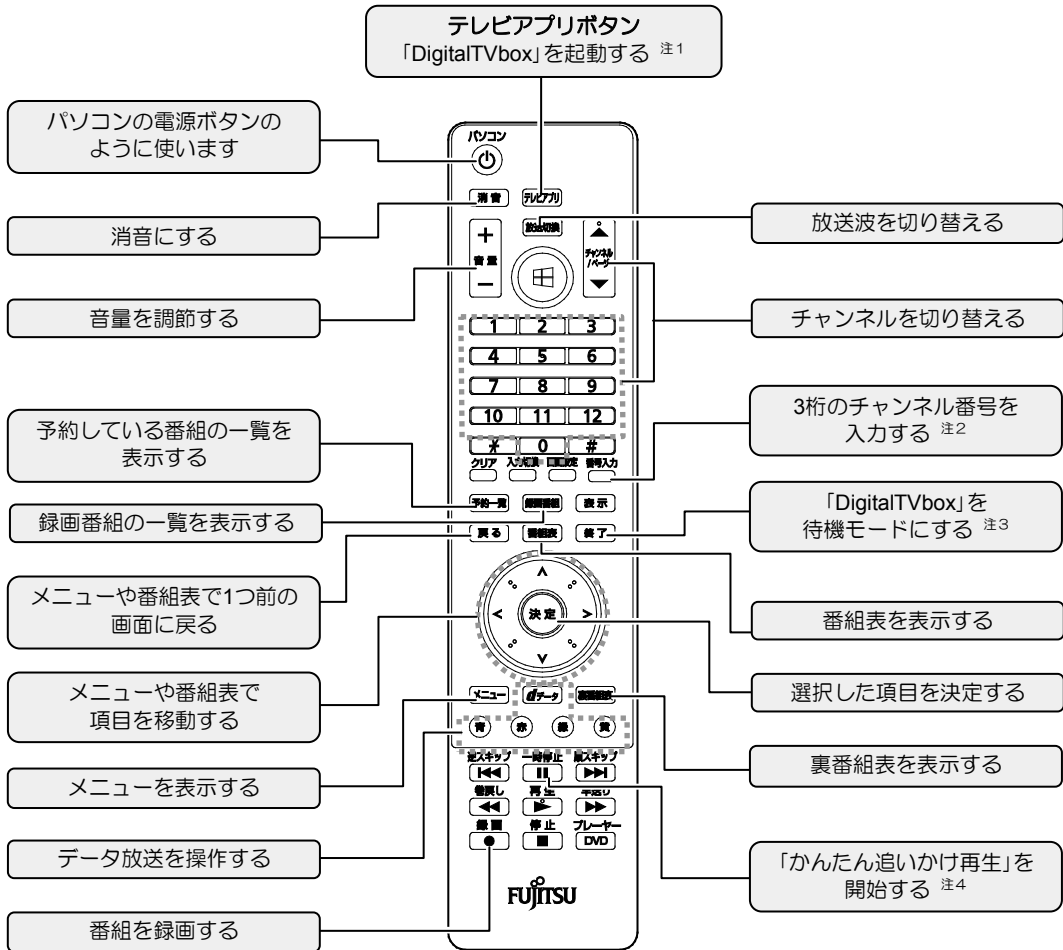 テレビアプリボタン
「DigitalTVbox」を起動する 注1
パソコンの電源ボタンの
ように使います
消音にする
音量を調節する
予約している番組の一覧を
表示する
録画番組の一覧を表示する
メニューや番組表で1つ前の
画面に戻る
メニューや番組表で
項目を移動する
メニューを表示する
データ放送を操作する
番組を録画する
パソコン
消音 テレビアプリ
放送切換
+
音量
−
チャンネル
/ページ
1 2 3
4 5 6
7 8 9
10 11 12
* 0 #
クリア 入力切換 番号入力
予約一覧 録画番組 表示
戻る 番組表 終了
決定
メニュー dデータ 裏番組表
青 赤 緑 黄
逆スキップ 一時停止 順スキップ
巻戻し 再生 早送り
録画 停止 プレーヤー
DVD
FUJITSU
放送波を切り替える
チャンネルを切り替える
3桁のチャンネル番号を
入力する 注2
「DigitalTVbox」を
待機モードにする 注3
番組表を表示する
選択した項目を決定する
裏番組表を表示する
「かんたん追いかけ再生」を
開始する 注4